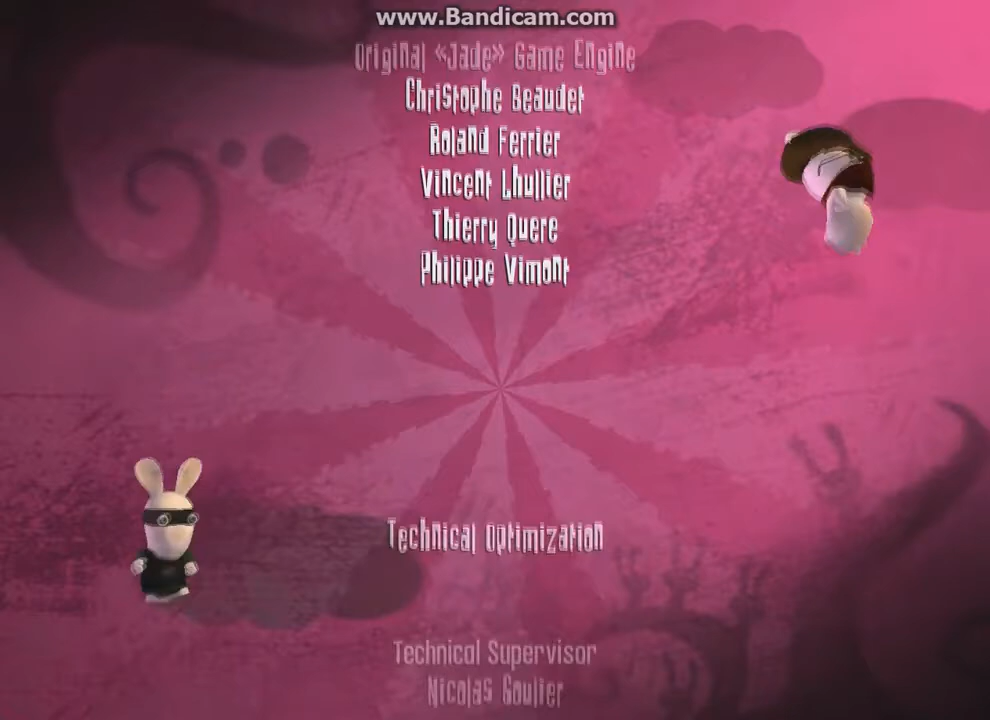 www.Bandicam.com
Original «Jade» Game Engine
Christophe Beaudet
Roland Ferrier
Vincent Lhullier
Thierry Quere
Philippe Vimont
Technical Optimization
Technical Supervisor
Nicolas Goulier